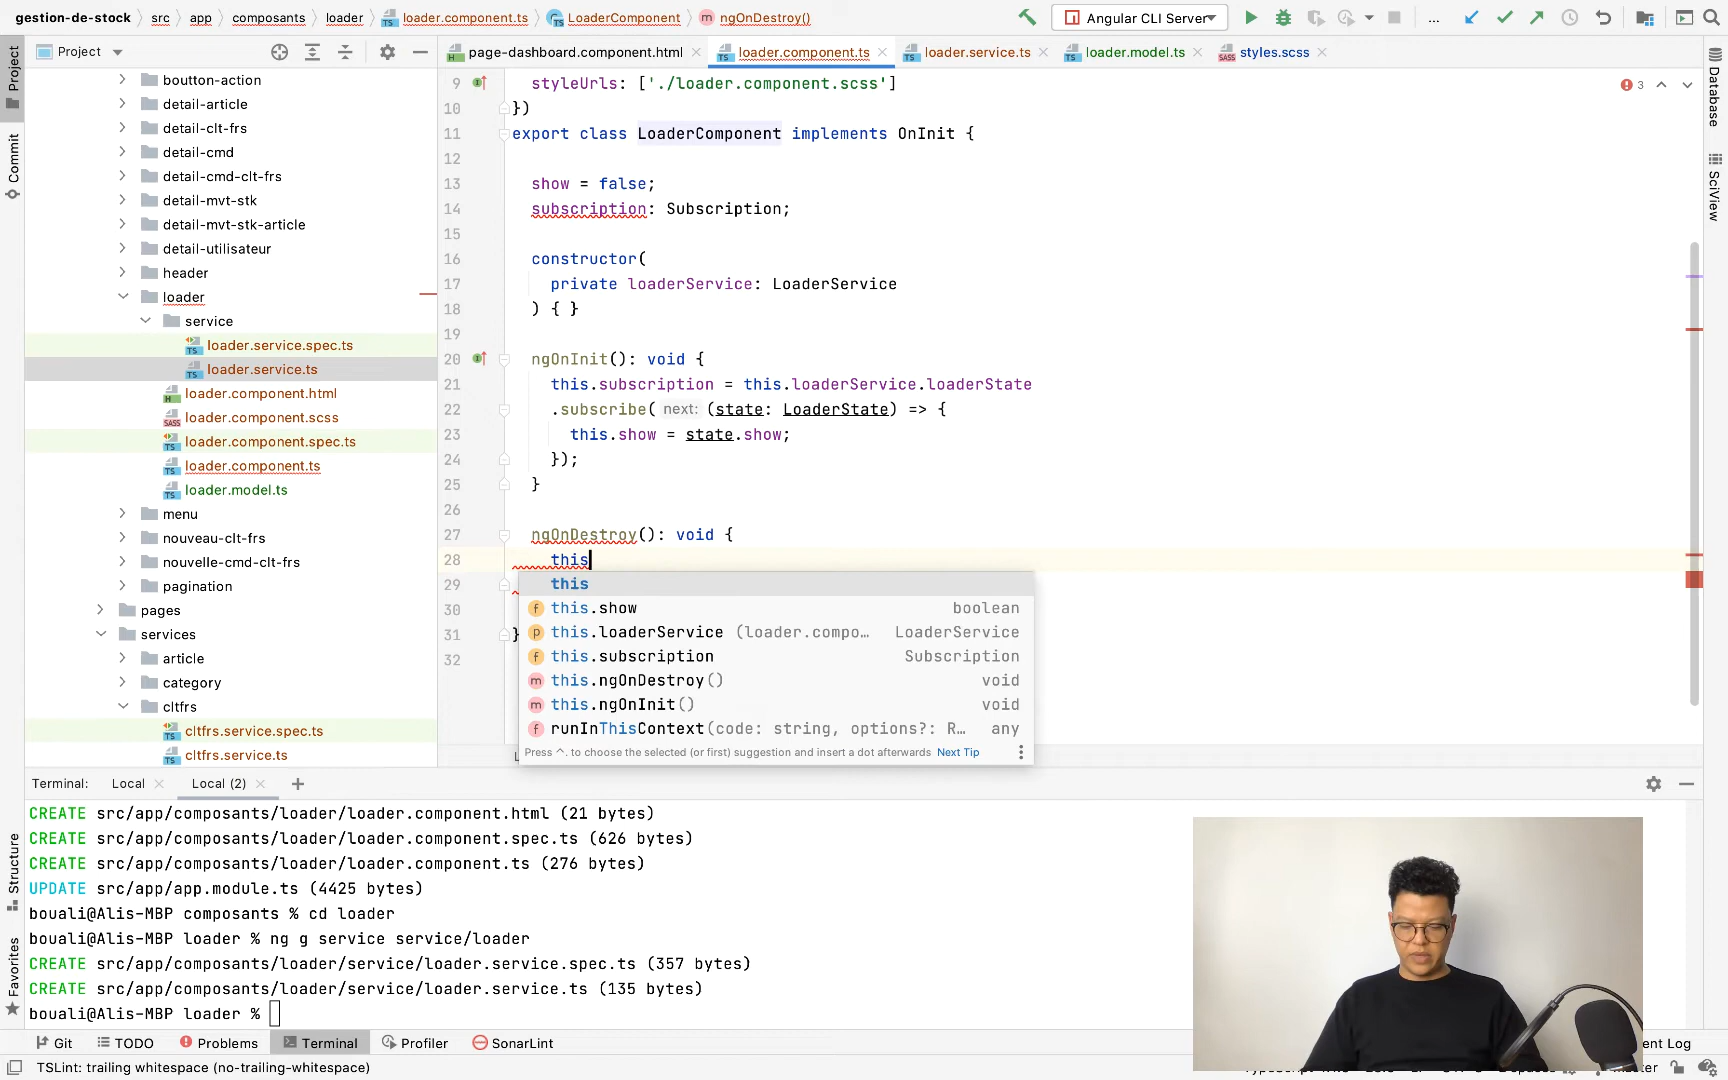 gestion-de-stock src app composants loader loader.component.ts LoaderComponent ngOnDestroy() Angular CLI Server
Project page-dashboard.component.html loader.component.ts loader.service.ts loader.model.ts styles.scss
Project
Commit
Structure
Favorites
Database
SciView
boutton-action
detail-article
detail-clt-frs
detail-cmd
detail-cmd-clt-frs
detail-mvt-stk
detail-mvt-stk-article
detail-utilisateur
header
loader
service
loader.service.spec.ts
loader.service.ts
loader.component.html
loader.component.scss
loader.component.spec.ts
loader.component.ts
loader.model.ts
menu
nouveau-clt-frs
nouvelle-cmd-clt-frs
pagination
pages
services
article
category
cltfrs
cltfrs.service.spec.ts
cltfrs.service.ts
3
9 styleUrls: ['./loader.component.scss']
10 })
11 export class LoaderComponent implements OnInit {
12
13 show = false;
14 subscription: Subscription;
15
16 constructor(
17 private loaderService: LoaderService
18 ) { }
19
20 ngOnInit(): void {
21 this.subscription = this.loaderService.loaderState
22 .subscribe( next: (state: LoaderState) => {
23 this.show = state.show;
24 });
25 }
26
27 ngOnDestroy(): void {
28 this
29
30
31 }
32
this
this.show boolean
this.loaderService (loader.compo… LoaderService
this.subscription Subscription
this.ngOnDestroy() void
this.ngOnInit() void
runInThisContext(code: string, options?: R… any
Press ^. to choose the selected (or first) suggestion and insert a dot afterwards Next Tip
Terminal: Local Local (2)
CREATE src/app/composants/loader/loader.component.html (21 bytes)
CREATE src/app/composants/loader/loader.component.spec.ts (626 bytes)
CREATE src/app/composants/loader/loader.component.ts (276 bytes)
UPDATE src/app/app.module.ts (4425 bytes)
bouali@Alis-MBP composants % cd loader
bouali@Alis-MBP loader % ng g service service/loader
CREATE src/app/composants/loader/service/loader.service.spec.ts (357 bytes)
CREATE src/app/composants/loader/service/loader.service.ts (135 bytes)
bouali@Alis-MBP loader %
Git TODO Problems Terminal Profiler SonarLint ent Log
TSLint: trailing whitespace (no-trailing-whitespace)